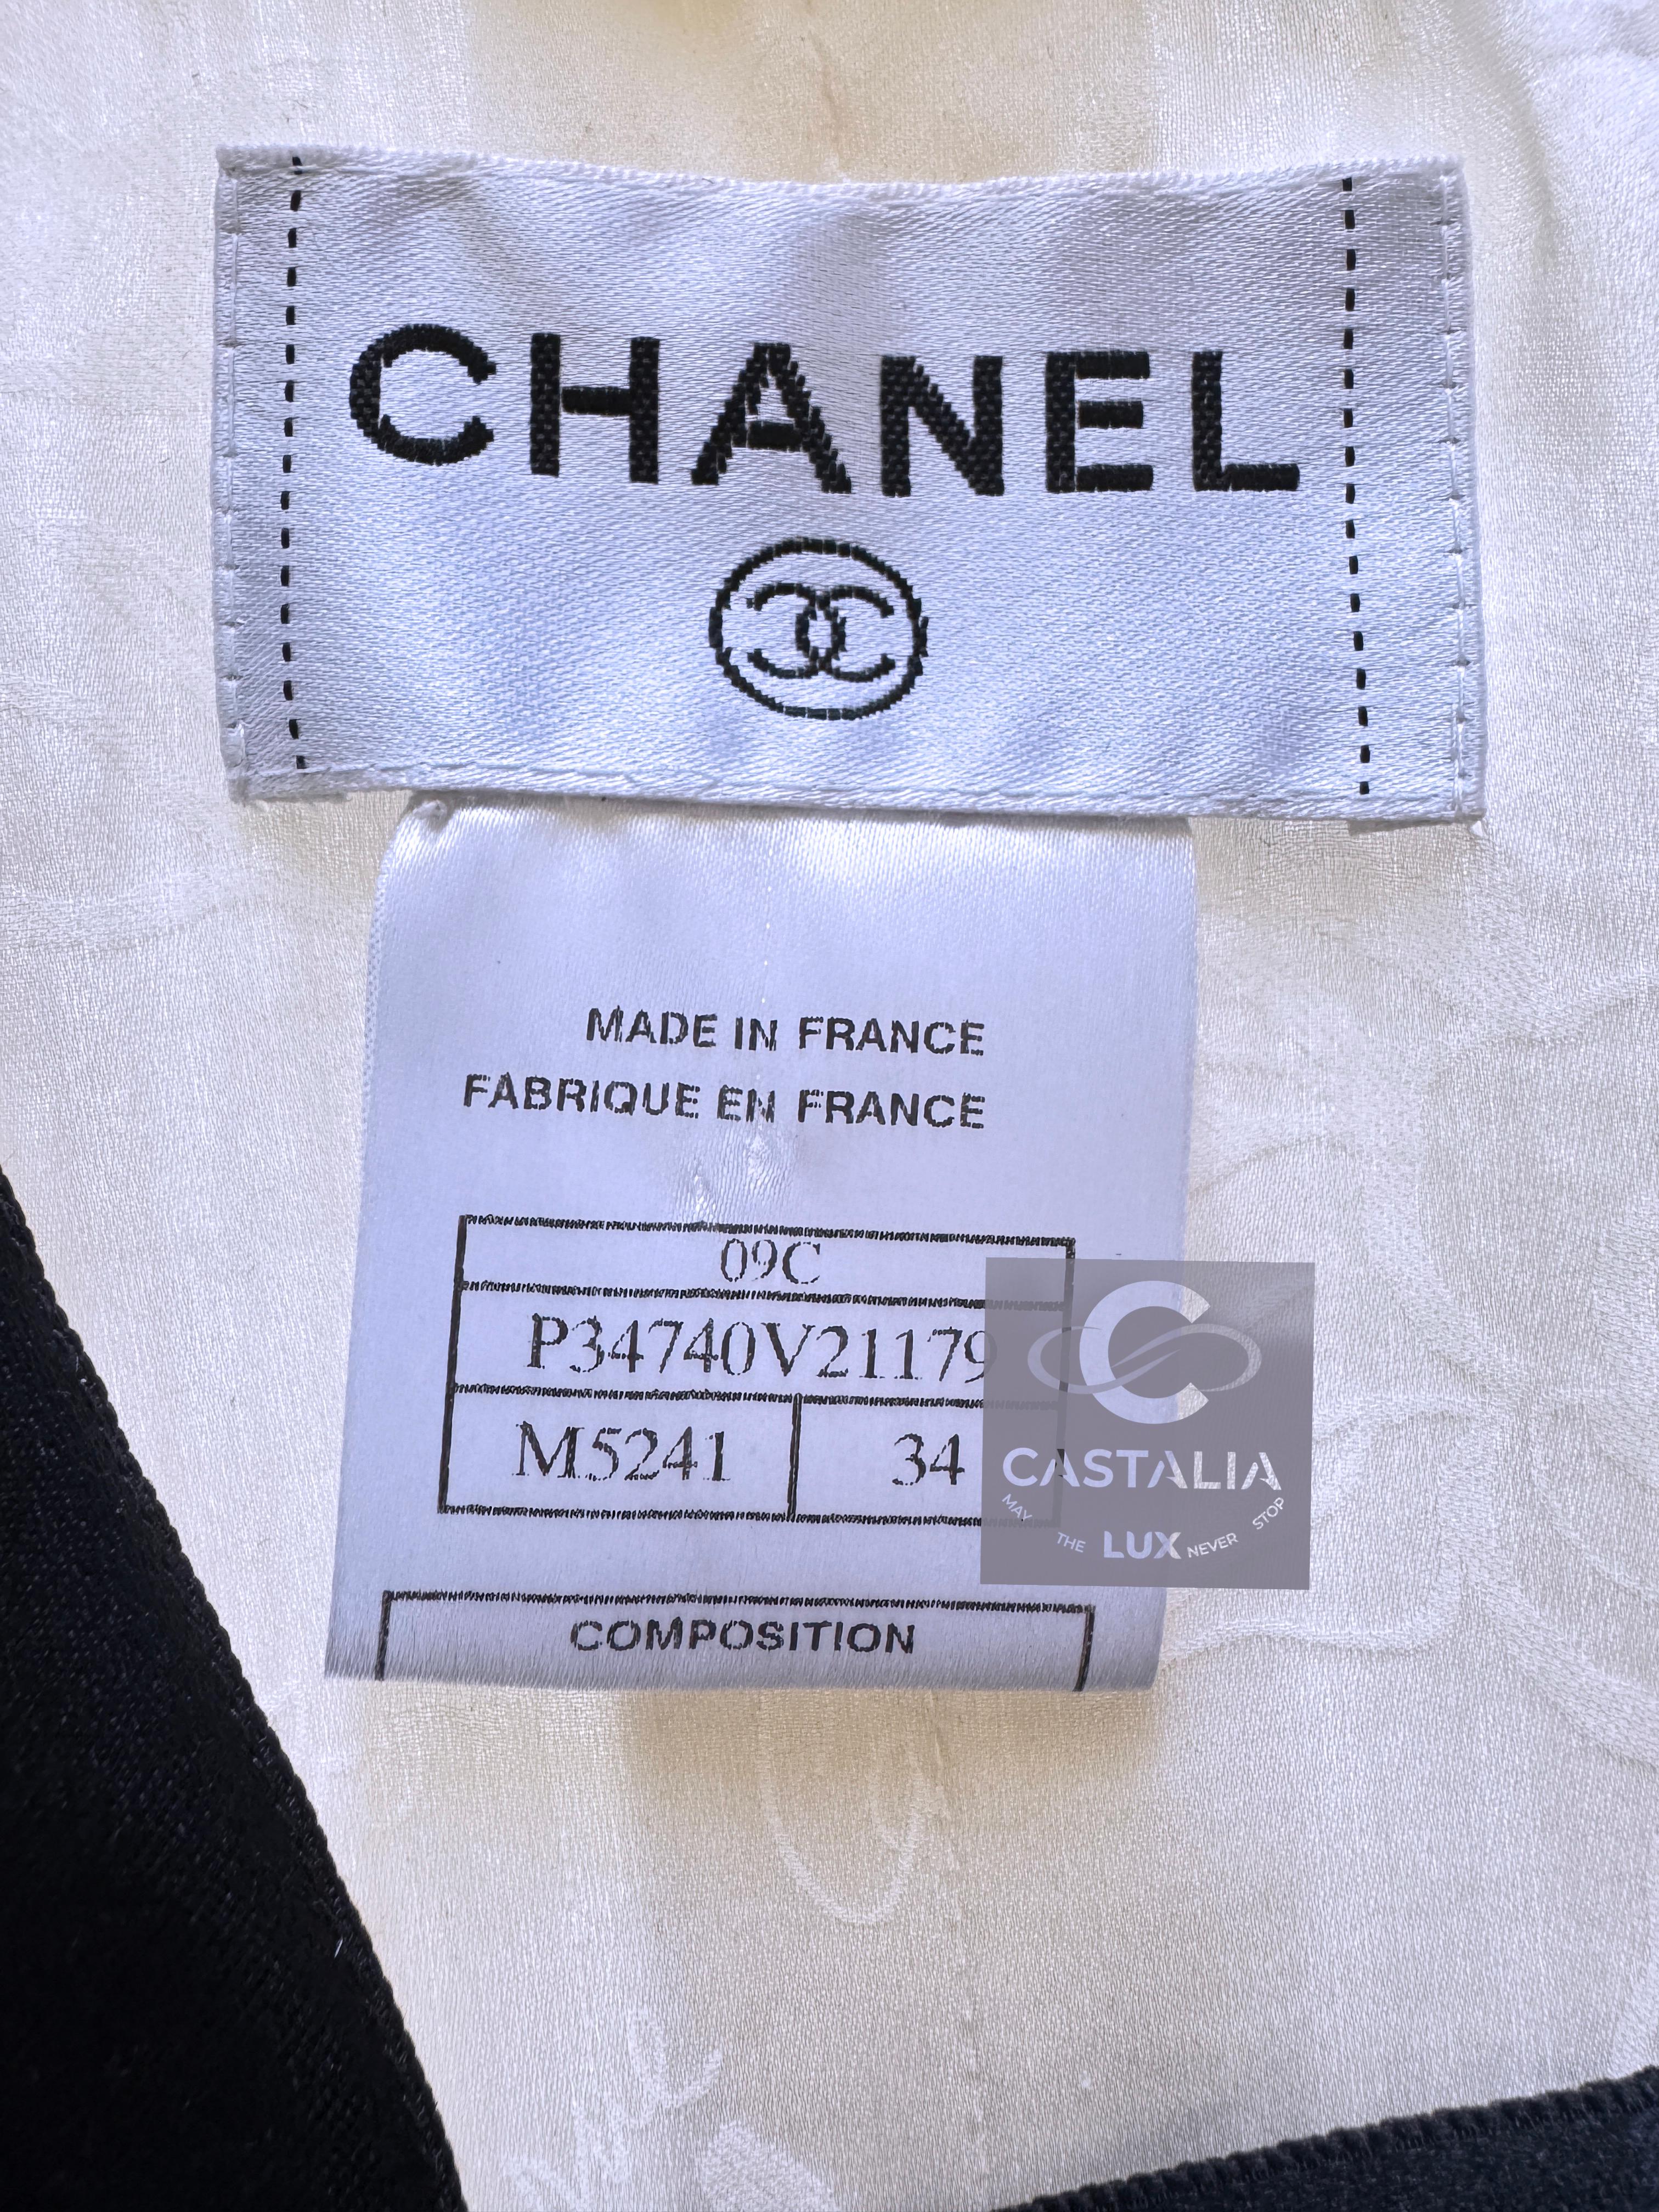 CHANEL
MADE IN FRANCE
FABRIQUE EN FRANCE
09C
P34740V21179
M5241 34
COMPOSITION
CASTALIA
MAY THE LUX NEVER STOP